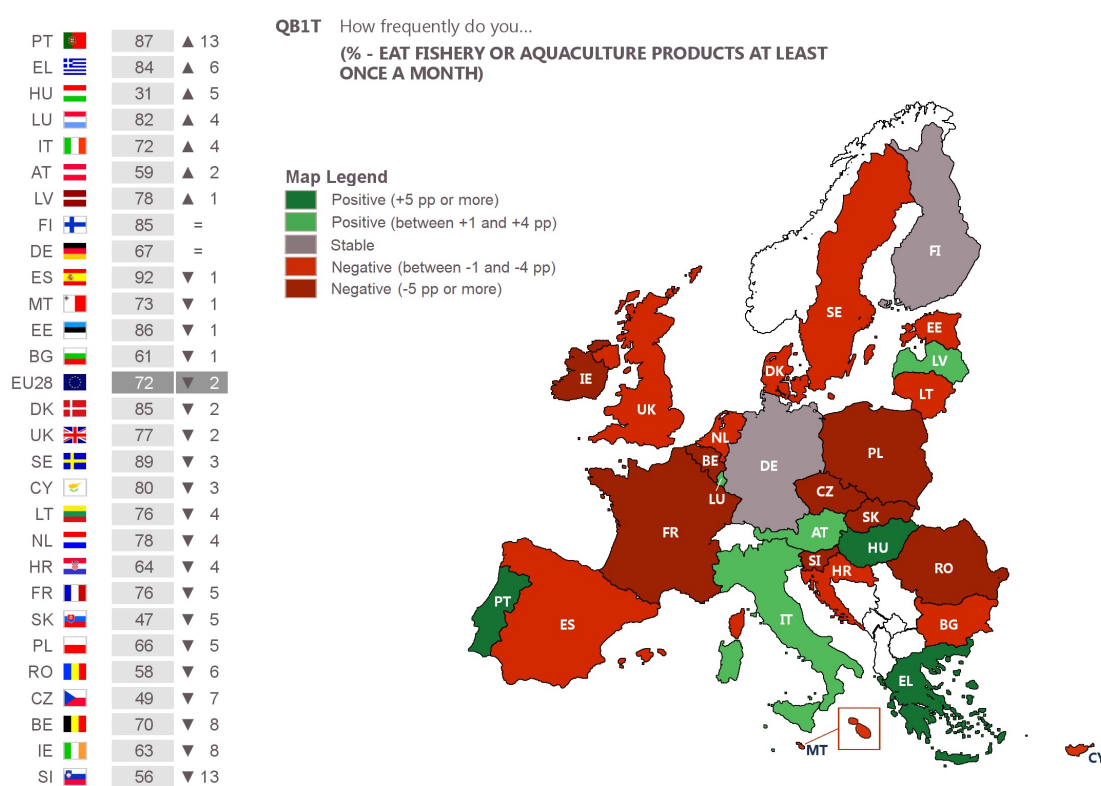 QB1T How frequently do you...
(% - EAT FISHERY OR AQUACULTURE PRODUCTS AT LEAST
ONCE A MONTH)
PT 87 ▲ 13
EL 84 ▲ 6
HU 31 ▲ 5
LU 82 ▲ 4
IT 72 ▲ 4
AT 59 ▲ 2
LV 78 ▲ 1
FI 85 =
DE 67 =
ES 92 ▼ 1
MT 73 ▼ 1
EE 86 ▼ 1
BG 61 ▼ 1
EU28 72 ▼ 2
DK 85 ▼ 2
UK 77 ▼ 2
SE 89 ▼ 3
CY 80 ▼ 3
LT 76 ▼ 4
NL 78 ▼ 4
HR 64 ▼ 4
FR 76 ▼ 5
SK 47 ▼ 5
PL 66 ▼ 5
RO 58 ▼ 6
CZ 49 ▼ 7
BE 70 ▼ 8
IE 63 ▼ 8
SI 56 ▼ 13
Map Legend
Positive (+5 pp or more)
Positive (between +1 and +4 pp)
Stable
Negative (between -1 and -4 pp)
Negative (-5 pp or more)
FI
SE
EE
LV
DK
IE
LT
UK
NL
PL
BE
DE
CZ
LU
SK
FR
AT
HU
SI
RO
HR
PT
IT
ES
BG
EL
MT
CY